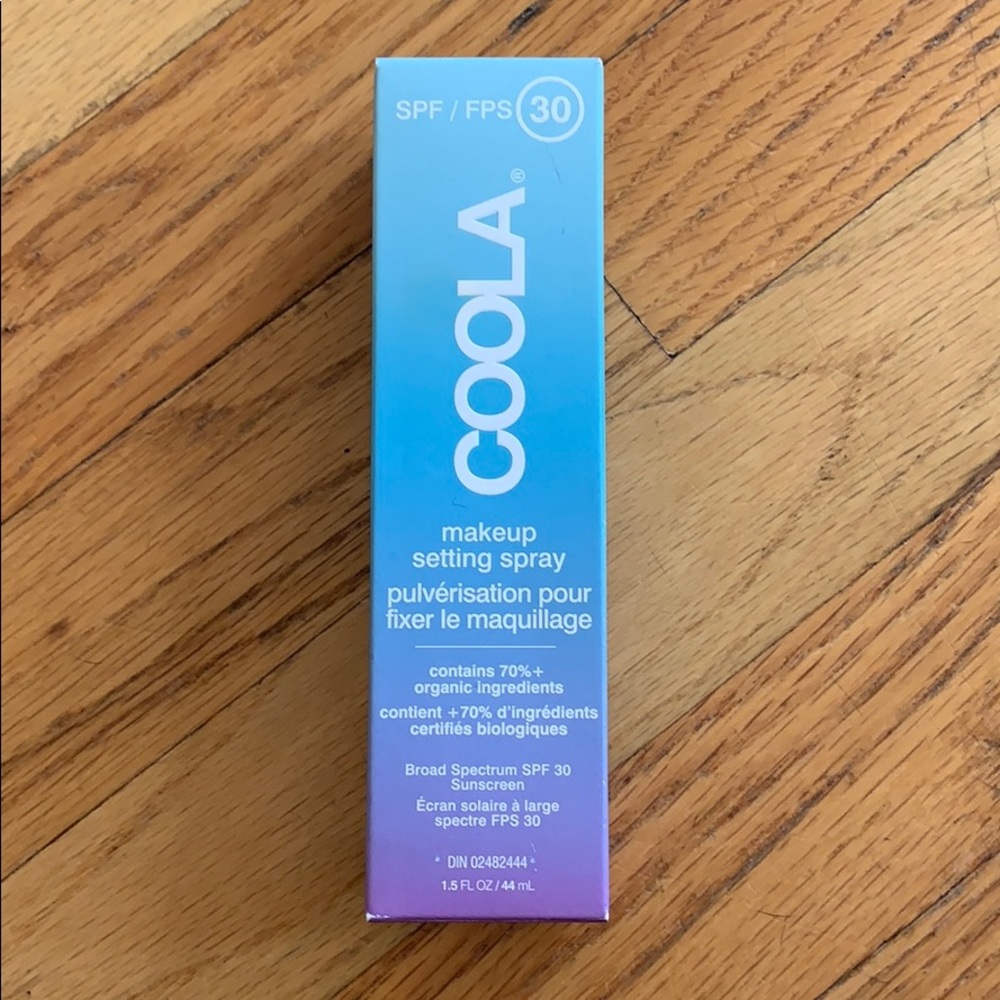 SPF / FPS 30
COOLA®
makeup
setting spray
pulvérisation pour
fixer le maquillage
contains 70%+
organic ingredients
contient +70% d'ingrédients
certifiés biologiques
Broad Spectrum SPF 30
Sunscreen
Écran solaire à large
spectre FPS 30
DIN 02482444
1.5 FL OZ / 44 mL